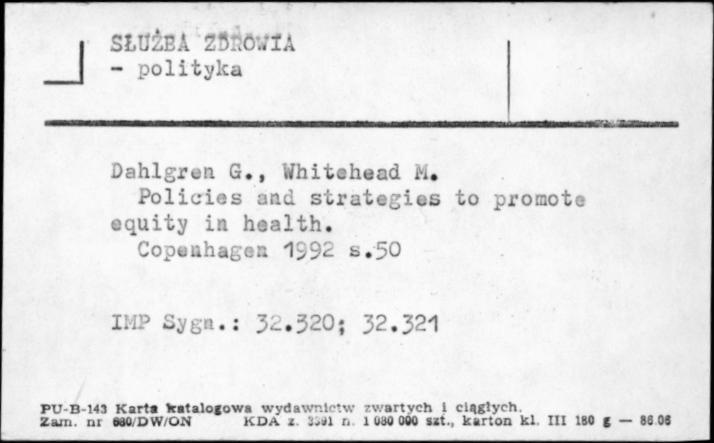 SŁUŻBA ZDROWIA
- polityka
Dahlgren G., Whitehead M.
Policies and strategies to promote
equity in health.
Copenhagen 1992 s.50
IMP Sygn.: 32.320; 32.321
PU-B-143 Karta katalogowa wydawnictw zwartych i ciągłych.
Zam. nr 680/DW/ON KDA z. 3391 n. 1 080 000 szt., karton kl. III 180 g — 86.06